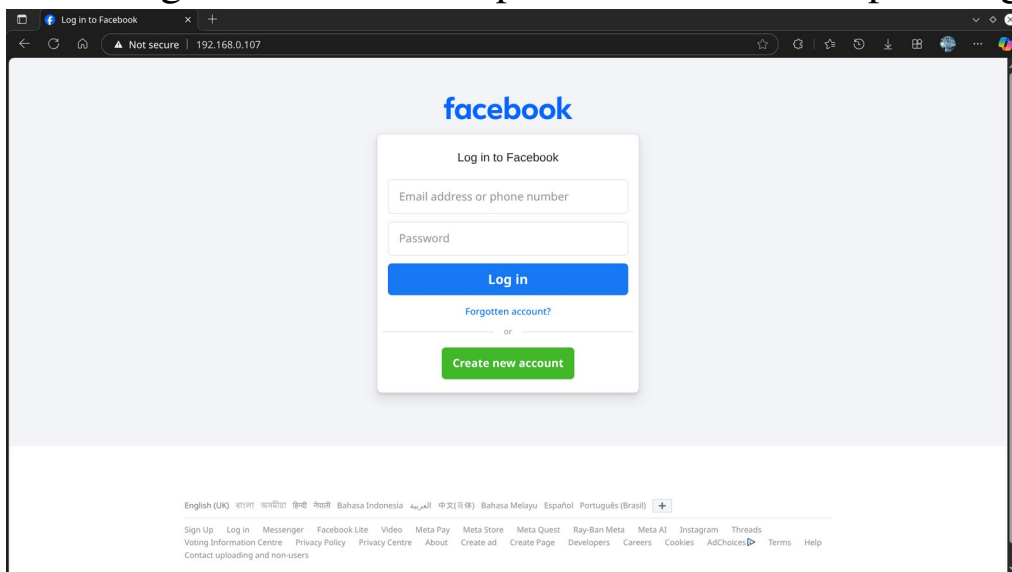 Log in to Facebook
Not secure | 192.168.0.107
facebook
Log in to Facebook
Email address or phone number
Password
Log in
Forgotten account?
or
Create new account
English (UK) বাংলা অসমীয়া हिन्दी नेपाली Bahasa Indonesia العربية 中文(简体) Bahasa Melayu Español Português (Brasil)
Sign Up Log in Messenger Facebook Lite Video Meta Pay Meta Store Meta Quest Ray-Ban Meta Meta AI Instagram Threads
Voting Information Centre Privacy Policy Privacy Centre About Create ad Create Page Developers Careers Cookies AdChoices Terms Help
Contact uploading and non-users